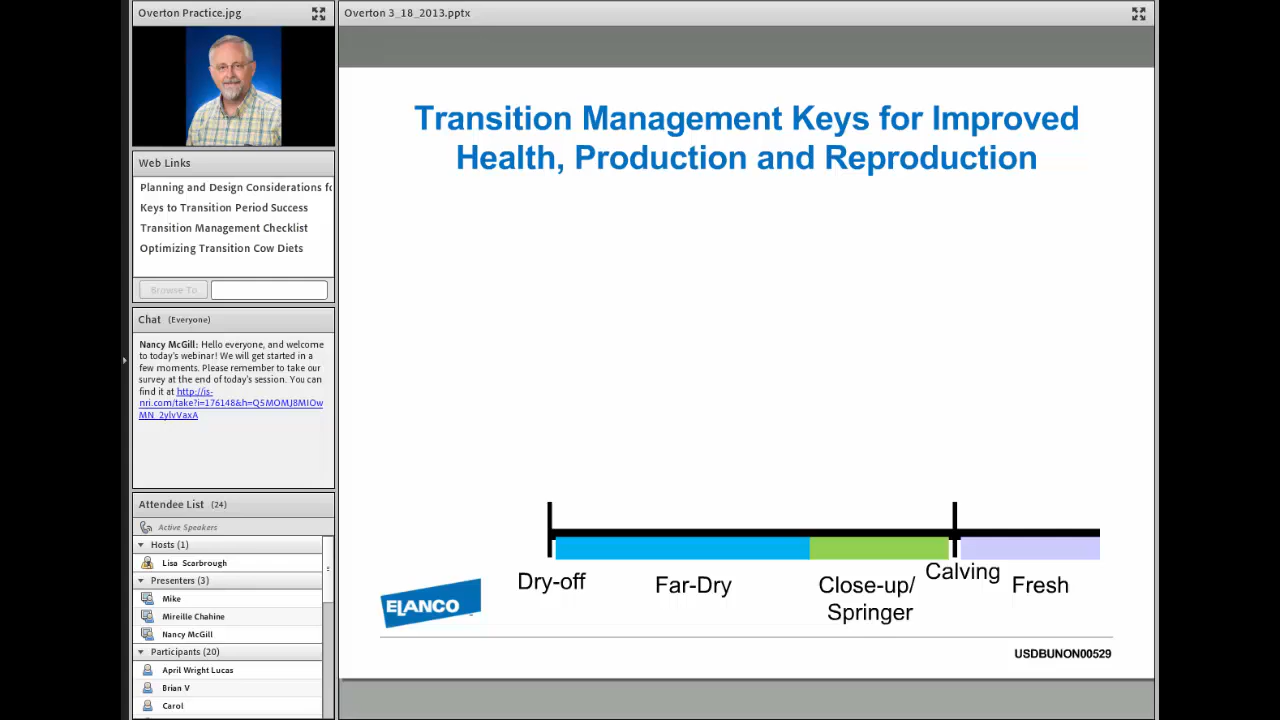 Overton Practice.jpg
Web Links
Planning and Design Considerations fo
Keys to Transition Period Success
Transition Management Checklist
Optimizing Transition Cow Diets
Browse To
Chat (Everyone)
Nancy McGill: Hello everyone, and welcome
to today's webinar! We will get started in a
few moments. Please remember to take our
survey at the end of today's session. You can
find it at http://is-
nri.com/take?i=176148&h=Q5MOMJ8MIOw
MN_2ylvVaxA
Attendee List (24)
Active Speakers
Hosts (1)
Lisa Scarbrough
Presenters (3)
Mike
Mireille Chahine
Nancy McGill
Participants (20)
April Wright Lucas
Brian V
Carol
Overton 3_18_2013.pptx
Transition Management Keys for Improved
Health, Production and Reproduction
Dry-off
Far-Dry
Close-up/
Springer
Calving
Fresh
ELANCO
USDBUNON00529